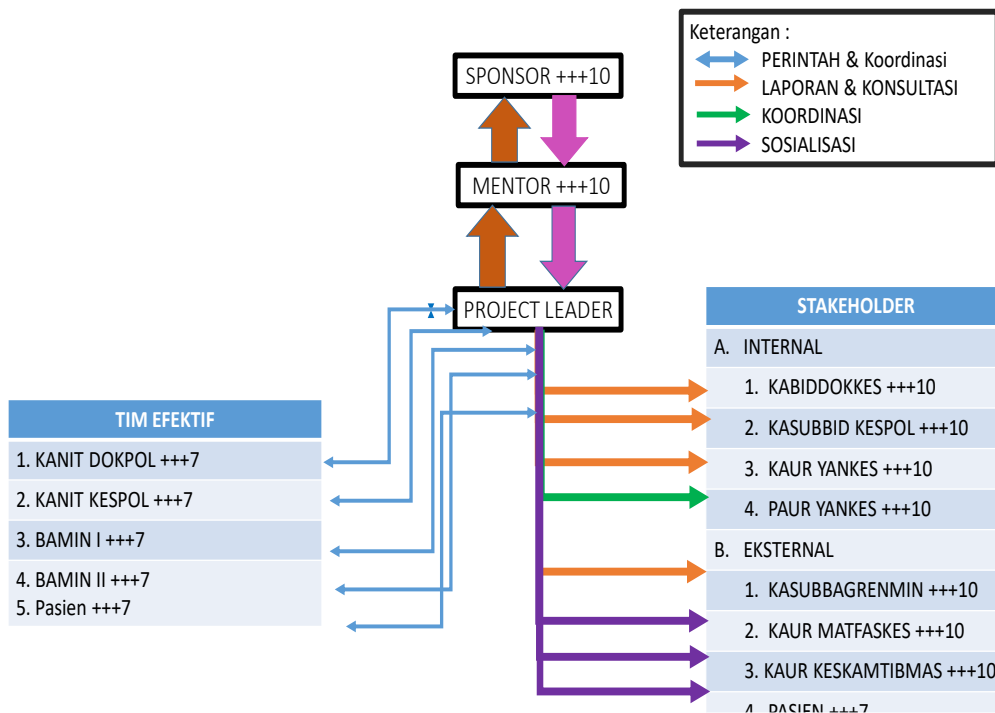 Keterangan :
PERINTAH & Koordinasi
LAPORAN & KONSULTASI
KOORDINASI
SOSIALISASI
SPONSOR +++10
MENTOR +++10
PROJECT LEADER
TIM EFEKTIF
1. KANIT DOKPOL +++7
2. KANIT KESPOL +++7
3. BAMIN I +++7
4. BAMIN II +++7
5. Pasien +++7
STAKEHOLDER
A. INTERNAL
1. KABIDDOKKES +++10
2. KASUBBID KESPOL +++10
3. KAUR YANKES +++10
4. PAUR YANKES +++10
B. EKSTERNAL
1. KASUBBAGRENMIN +++10
2. KAUR MATFASKES +++10
3. KAUR KESKAMTIBMAS +++10
4. PASIEN +++7